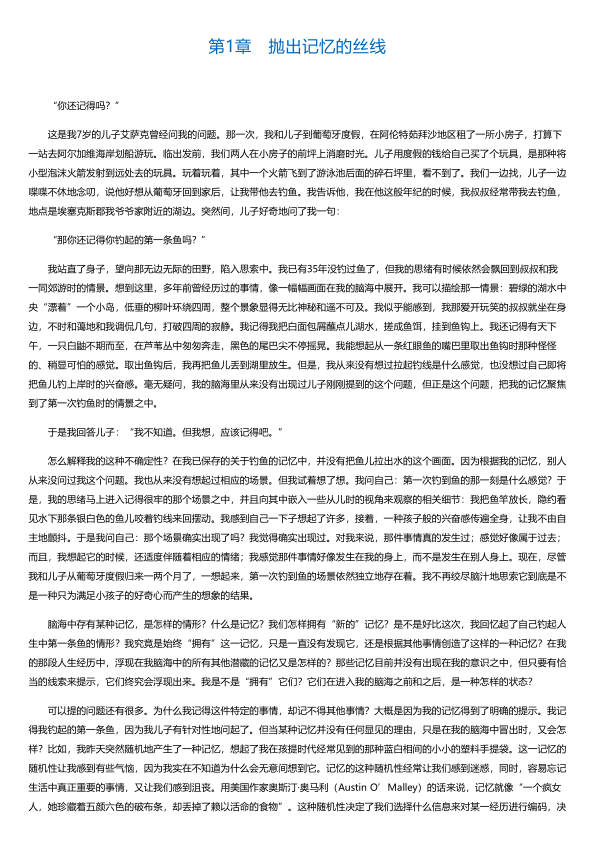 第1章 抛出记忆的丝线
“你还记得吗？”
这是我7岁的儿子艾萨克曾经问我的问题。那一次，我和儿子到葡萄牙度假，在阿伦特茹拜沙地区租了一所小房子，打算下
一站去阿尔加维海岸划船游玩。临出发前，我们两人在小房子的前坪上消磨时光。儿子用度假的钱给自己买了个玩具，是那种将
小型泡沫火箭发射到远处去的玩具。玩着玩着，其中一个火箭飞到了游泳池后面的碎石坪里，看不到了。我们一边找，儿子一边
喋喋不休地念叨，说他好想从葡萄牙回到家后，让我带他去钓鱼。我告诉他，我在他这般年纪的时候，我叔叔经常带我去钓鱼，
地点是埃塞克斯郡我爷爷家附近的湖边。突然间，儿子好奇地问了我一句：
“那你还记得你钓起的第一条鱼吗？”
我站直了身子，望向那无边无际的田野，陷入思索中。我已有35年没钓过鱼了，但我的思绪有时候依然会飘回到叔叔和我
一同郊游时的情景。想到这里，多年前曾经历过的事情，像一幅幅画面在我的脑海中展开。我可以描绘那一情景：碧绿的湖水中
央“漂着”一个小岛，低垂的柳叶环绕四周，整个景象显得无比神秘和遥不可及。我似乎能感到，我那爱开玩笑的叔叔就坐在身
边，不时和蔼地和我调侃几句，打破四周的寂静。我记得我把白面包屑蘸点儿湖水，搓成鱼饵，挂到鱼钩上。我还记得有天下
午，一只白鼬不期而至，在芦苇丛中匆匆奔走，黑色的尾巴尖不停摇晃。我能想起从一条红眼鱼的嘴巴里取出鱼钩时那种怪怪
的、稍显可怕的感觉。取出鱼钩后，我再把鱼儿丢到湖里放生。但是，我从来没有想过拉起钓线是什么感觉，也没想过自己即将
把鱼儿钓上岸时的兴奋感。毫无疑问，我的脑海里从来没有出现过儿子刚刚提到的这个问题，但正是这个问题，把我的记忆聚焦
到了第一次钓鱼时的情景之中。
于是我回答儿子：“我不知道。但我想，应该记得吧。”
怎么解释我的这种不确定性？在我已保存的关于钓鱼的记忆中，并没有把鱼儿拉出水的这个画面。因为根据我的记忆，别人
从来没问过我这个问题。我也从来没有想起过相应的场景。但我试着想了想。我问自己：第一次钓到鱼的那一刻是什么感觉？于
是，我的思绪马上进入记得很牢的那个场景之中，并且向其中嵌入一些从儿时的视角来观察的相关细节：我把鱼竿放长，隐约看
见水下那条银白色的鱼儿咬着钓线来回摆动。我感到自己一下子想起了许多，接着，一种孩子般的兴奋感传遍全身，让我不由自
主地颤抖。于是我问自己：那个场景确实出现了吗？我觉得确实出现过。对我来说，那件事情真的发生过；感觉好像属于过去；
而且，我想起它的时候，还适度伴随着相应的情绪；我感觉那件事情好像发生在我的身上，而不是发生在别人身上。现在，尽管
我和儿子从葡萄牙度假归来一两个月了，一想起来，第一次钓到鱼的场景依然独立地存在着。我不再绞尽脑汁地思索它到底是不
是一种只为满足小孩子的好奇心而产生的想象的结果。
脑海中存有某种记忆，是怎样的情形？什么是记忆？我们怎样拥有“新的”记忆？是不是好比这次，我回忆起了自己钓起人
生中第一条鱼的情形？我究竟是始终“拥有”这一记忆，只是一直没有发现它，还是根据其他事情创造了这样的一种记忆？在我
的那段人生经历中，浮现在我脑海中的所有其他潜藏的记忆又是怎样的？那些记忆目前并没有出现在我的意识之中，但只要有恰
当的线索来提示，它们终究会浮现出来。我是不是“拥有”它们？它们在进入我的脑海之前和之后，是一种怎样的状态？
可以提的问题还有很多。为什么我记得这件特定的事情，却记不得其他事情？大概是因为我的记忆得到了明确的提示。我记
得我钓起的第一条鱼，因为我儿子有针对性地问起了。但当某种记忆并没有任何显见的理由，只是在我的脑海中冒出时，又会怎
样？比如，我昨天突然随机地产生了一种记忆，想起了我在孩提时代经常见到的那种蓝白相间的小小的塑料手提袋。这一记忆的
随机性让我感到有些气恼，因为我实在不知道为什么会无意间想到它。记忆的这种随机性经常让我们感到迷惑，同时，容易忘记
生活中真正重要的事情，又让我们感到沮丧。用美国作家奥斯汀·奥马利（Austin O’Malley）的话来说，记忆就像“一个疯女
人，她珍藏着五颜六色的破布条，却丢掉了赖以活命的食物”。这种随机性决定了我们选择什么信息来对某一经历进行编码，决